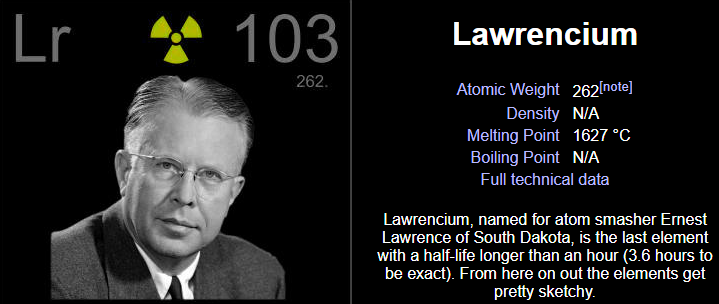 Lr 103
262.
Lawrencium
Atomic Weight 262[note]
Density N/A
Melting Point 1627 °C
Boiling Point N/A
Full technical data
Lawrencium, named for atom smasher Ernest
Lawrence of South Dakota, is the last element
with a half-life longer than an hour (3.6 hours to
be exact). From here on out the elements get
pretty sketchy.